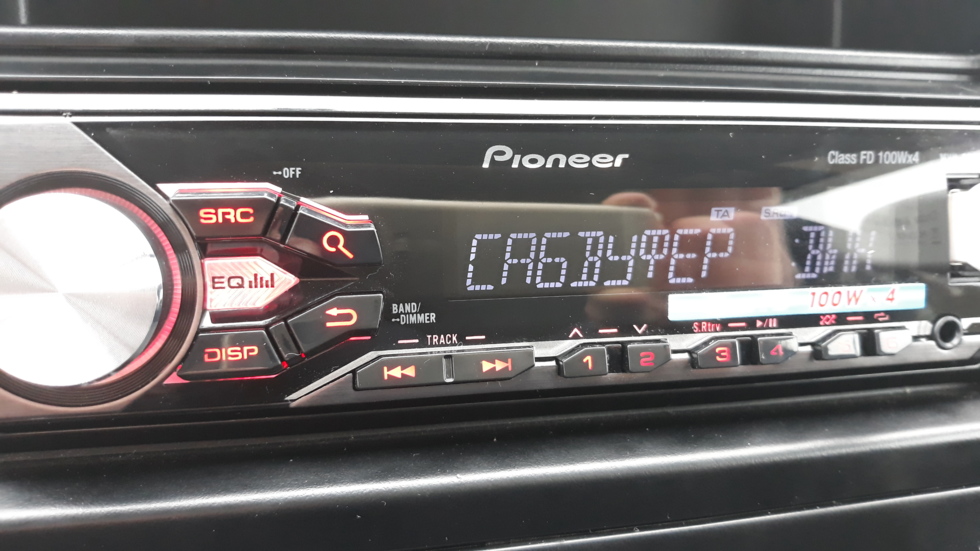 Pioneer
Class FD 100Wx4
OFF
SRC
TA
САБВУФЕР
EQ
100W x 4
BAND/
DIMMER
DISP
TRACK
S.Rtrv
1
2
3
4